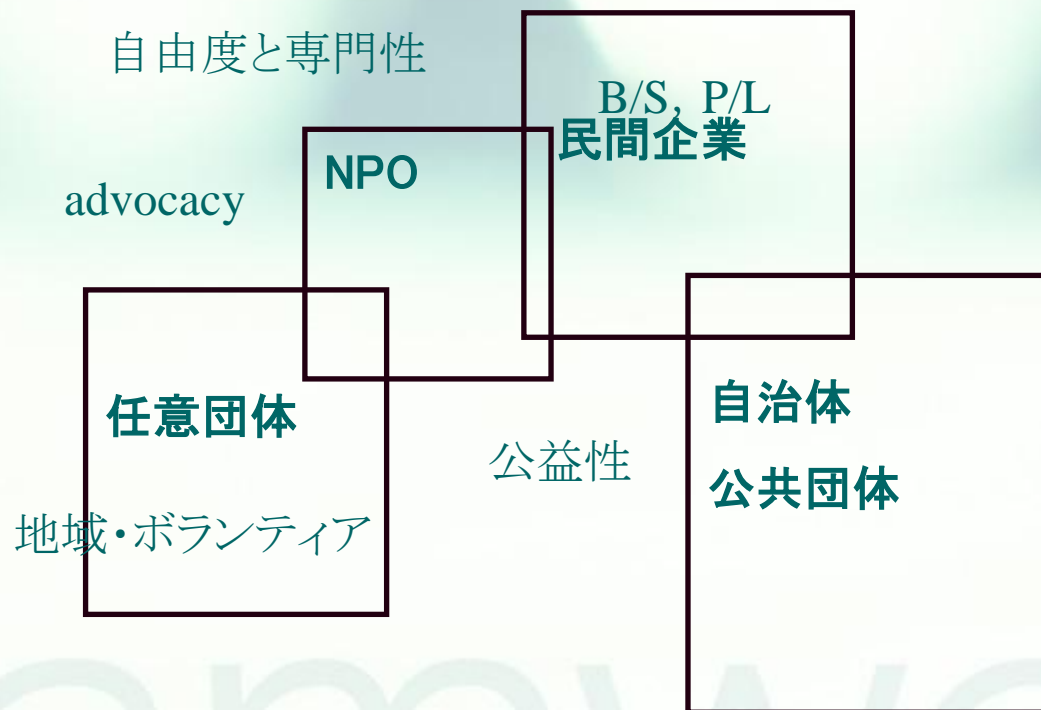 自由度と専門性
B/S, P/L
民間企業
NPO
advocacy
任意団体
自治体
公益性
公共団体
地域・ボランティア